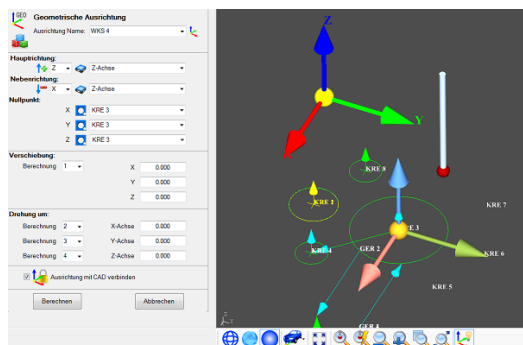 GEO Geometrische Ausrichtung
Ausrichtung Name: WKS 4
Hauptrichtung:
Z Z-Achse
Nebenrichtung:
X Z-Achse
Nullpunkt:
X KRE 3
Y KRE 3
Z KRE 3
Verschiebung:
Berechnung 1 X 0.000
Y 0.000
Z 0.000
Drehung um:
Berechnung 2 X-Achse 0.000
Berechnung 3 Y-Achse 0.000
Berechnung 4 Z-Achse 0.000
Ausrichtung mit CAD verbinden
Berechnen Abbrechen
Z
Y
KRE 8
KRE 7
KRE 3
GER 2
KRE 4
KRE 6
KRE 5